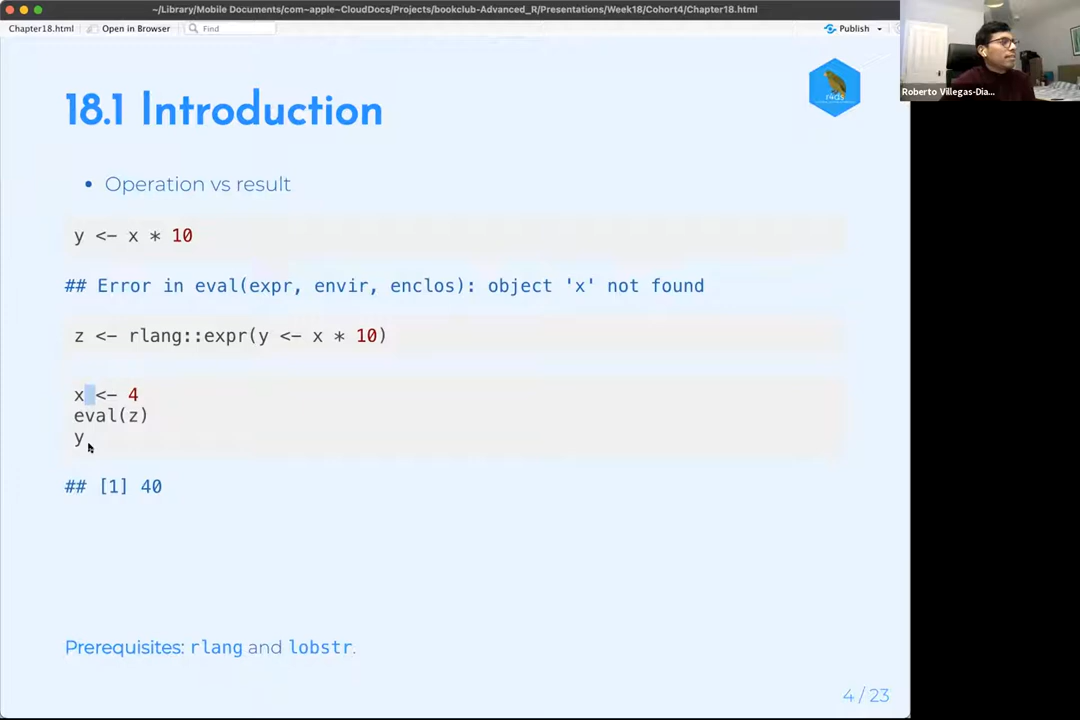 ~/Library/Mobile Documents/com~apple~CloudDocs/Projects/bookclub-Advanced_R/Presentations/Week18/Cohort4/Chapter18.html
Chapter18.html
Open in Browser
Find
Publish
Roberto Villegas-Dia...
18.1 Introduction
r4ds
• Operation vs result
y <- x * 10
## Error in eval(expr, envir, enclos): object 'x' not found
z <- rlang::expr(y <- x * 10)
x <- 4
eval(z)
y
## [1] 40
Prerequisites: rlang and lobstr.
4 / 23